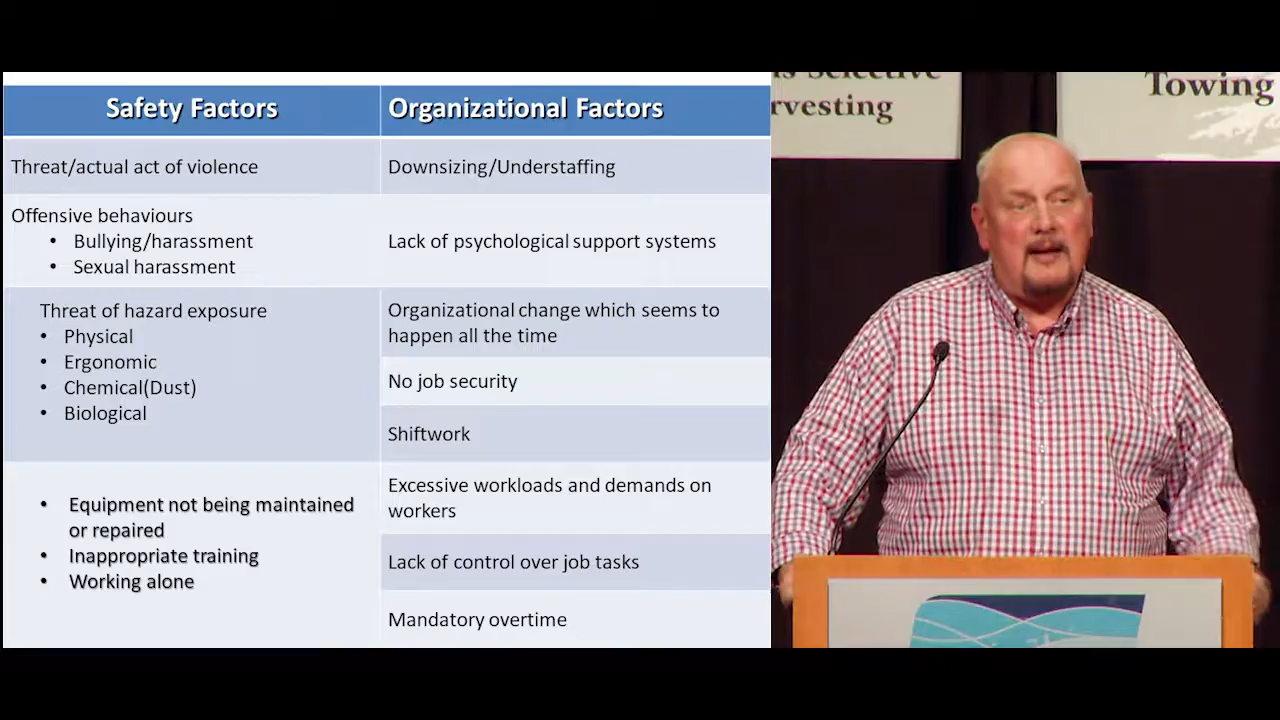 Safety Factors
Organizational Factors
Threat/actual act of violence
Downsizing/Understaffing
Offensive behaviours
• Bullying/harassment
• Sexual harassment
Lack of psychological support systems
Threat of hazard exposure
• Physical
• Ergonomic
• Chemical(Dust)
• Biological
Organizational change which seems to
happen all the time
No job security
Shiftwork
• Equipment not being maintained
or repaired
• Inappropriate training
• Working alone
Excessive workloads and demands on
workers
Lack of control over job tasks
Mandatory overtime
Selective
rvesting
Towing